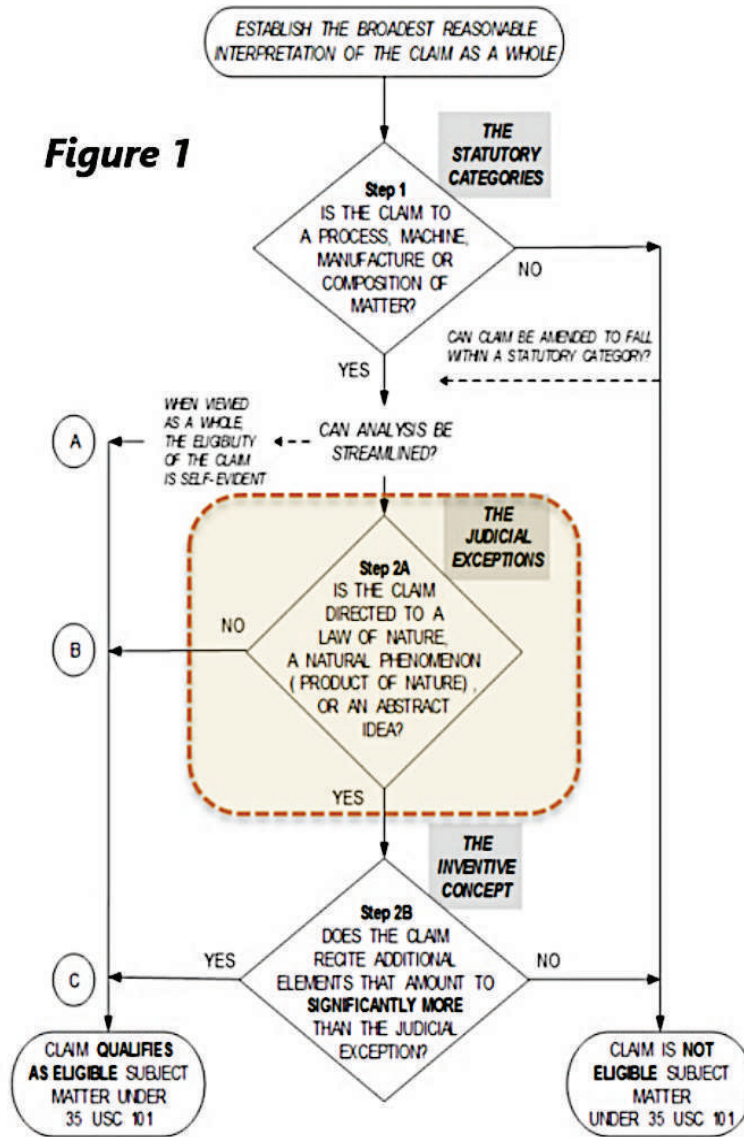 ESTABLISH THE BROADEST REASONABLE
INTERPRETATION OF THE CLAIM AS A WHOLE
Figure 1
THE
STATUTORY
CATEGORIES
Step 1
IS THE CLAIM TO
A PROCESS, MACHINE,
MANUFACTURE OR
COMPOSITION OF
MATTER?
NO
YES
CAN CLAIM BE AMENDED TO FALL
WITHIN A STATUTORY CATEGORY?
A
WHEN VIEWED
AS A WHOLE,
THE ELIGIBILITY
OF THE CLAIM
IS SELF-EVIDENT
CAN ANALYSIS BE
STREAMLINED?
THE
JUDICIAL
EXCEPTIONS
Step 2A
IS THE CLAIM
DIRECTED TO A
LAW OF NATURE,
A NATURAL PHENOMENON
(PRODUCT OF NATURE),
OR AN ABSTRACT
IDEA?
NO
B
YES
THE
INVENTIVE
CONCEPT
Step 2B
DOES THE CLAIM
RECITE ADDITIONAL
ELEMENTS THAT AMOUNT TO
SIGNIFICANTLY MORE
THAN THE JUDICIAL
EXCEPTION?
YES
NO
C
CLAIM QUALIFIES
AS ELIGIBLE SUBJECT
MATTER UNDER
35 USC 101
CLAIM IS NOT
ELIGIBLE SUBJECT
MATTER
UNDER 35 USC 101